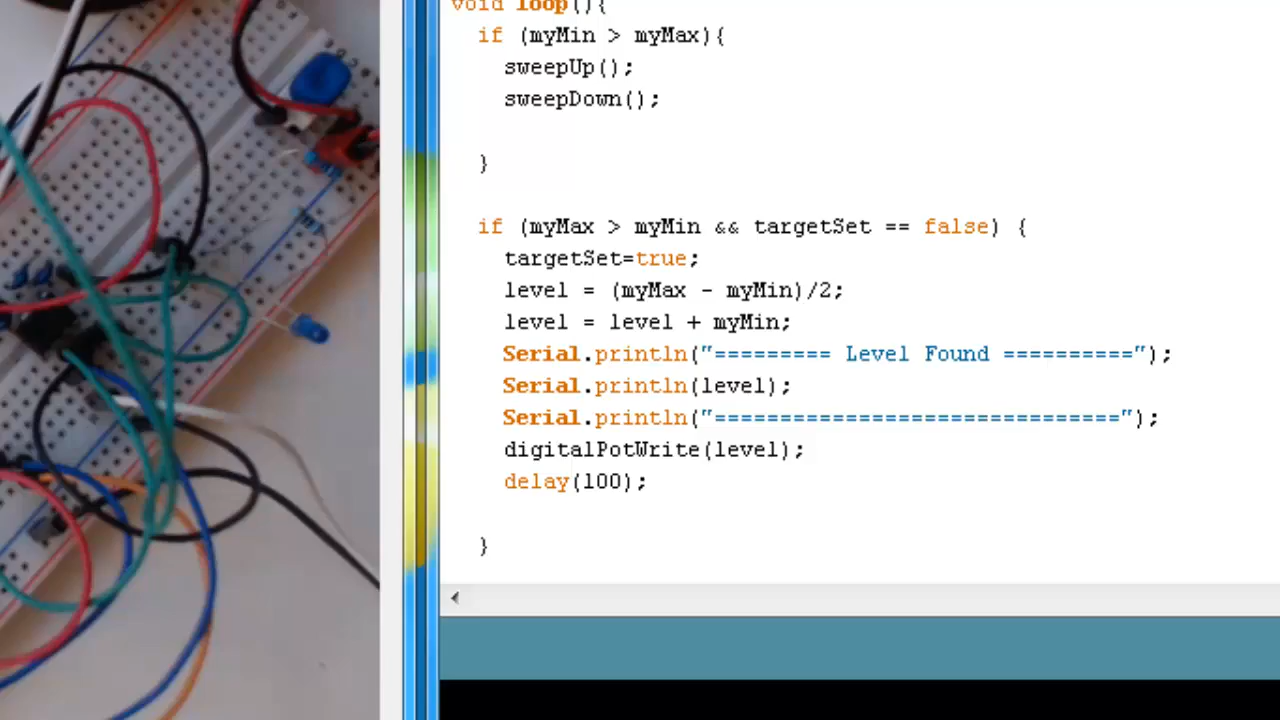 void loop(){
if (myMin > myMax){
sweepUp();
sweepDown();
}
if (myMax > myMin && targetSet == false) {
targetSet=true;
level = (myMax - myMin)/2;
level = level + myMin;
Serial.println("========= Level Found ==========");
Serial.println(level);
Serial.println("===============================");
digitalPotWrite(level);
delay(100);
}